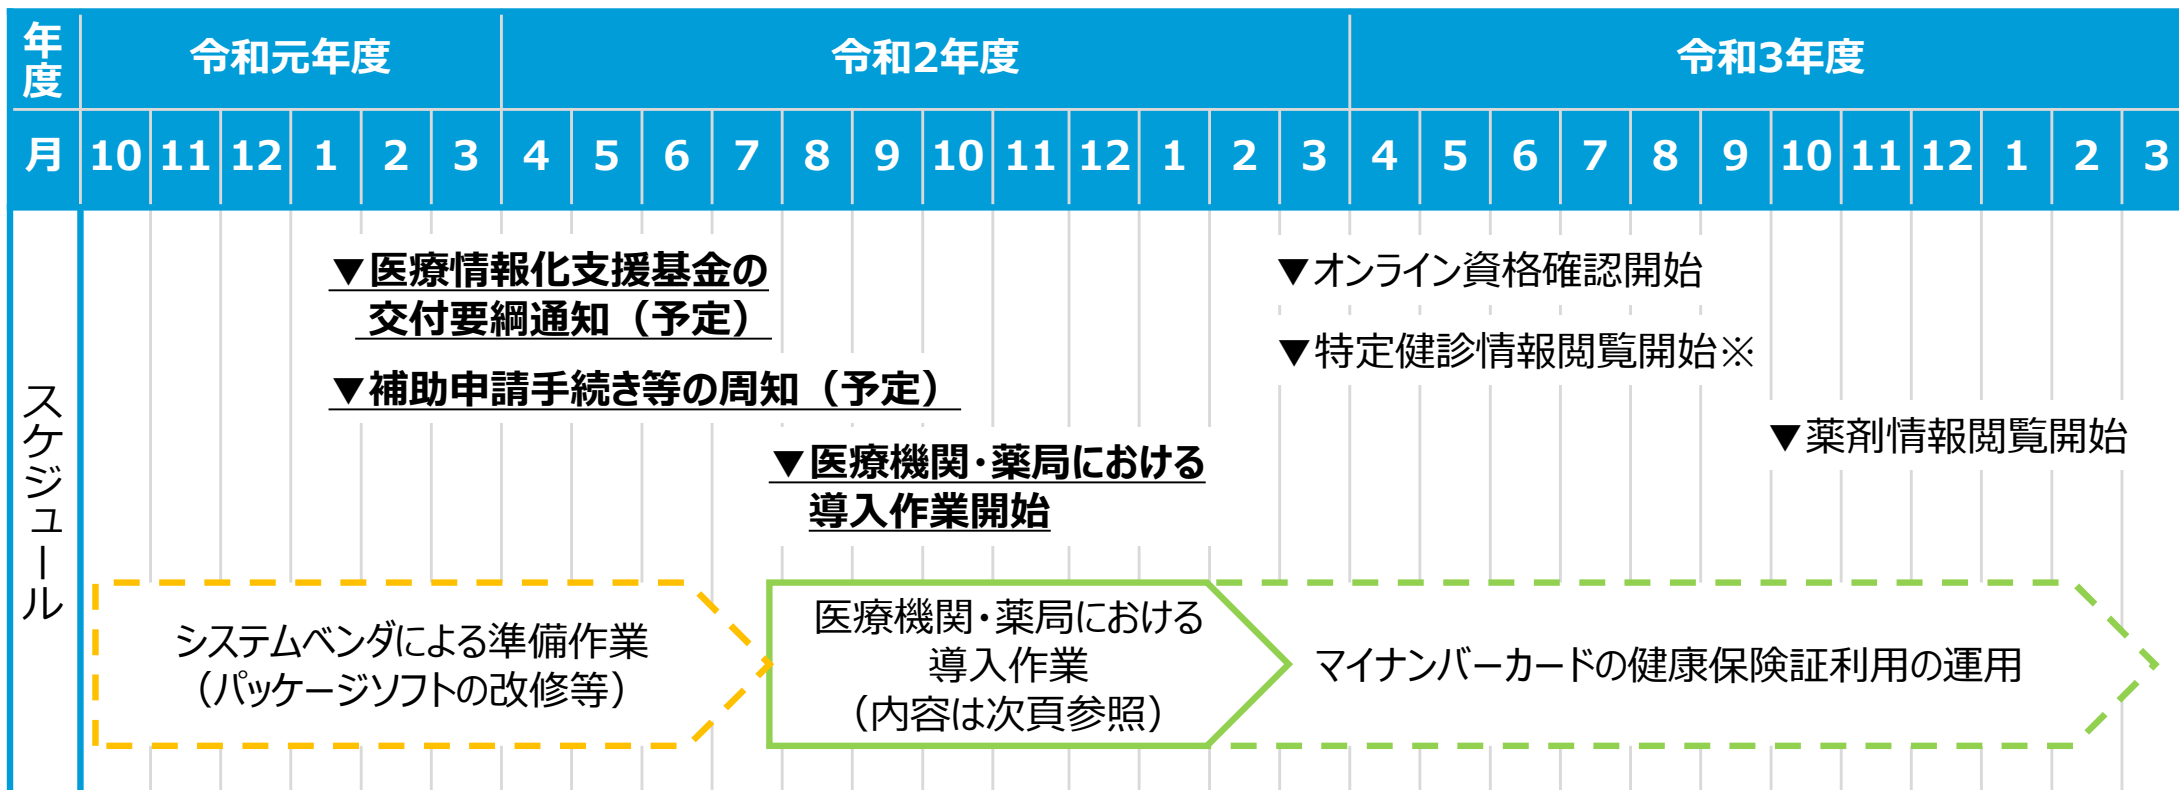 年度 令和元年度 令和2年度 令和3年度
月 10 11 12 1 2 3 4 5 6 7 8 9 10 11 12 1 2 3 4 5 6 7 8 9 10 11 12 1 2 3
スケジュール
▼医療情報化支援基金の
交付要綱通知（予定）
▼補助申請手続き等の周知（予定）
▼医療機関・薬局における
導入作業開始
▼オンライン資格確認開始
▼特定健診情報閲覧開始※
▼薬剤情報閲覧開始
システムベンダによる準備作業
（パッケージソフトの改修等）
医療機関・薬局における
導入作業
（内容は次頁参照）
マイナンバーカードの健康保険証利用の運用